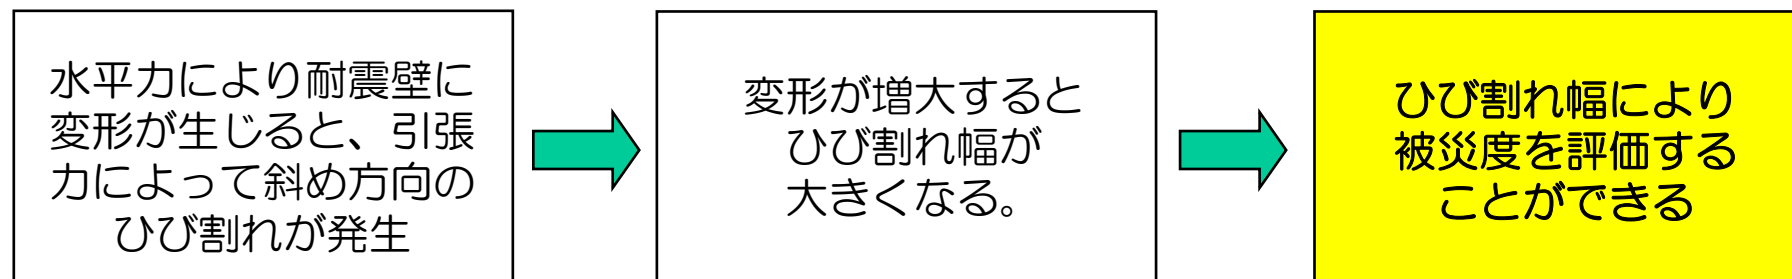 水平力により耐震壁に
変形が生じると、引張
力によって斜め方向の
ひび割れが発生
変形が増大すると
ひび割れ幅が
大きくなる。
ひび割れ幅により
被災度を評価する
ことができる